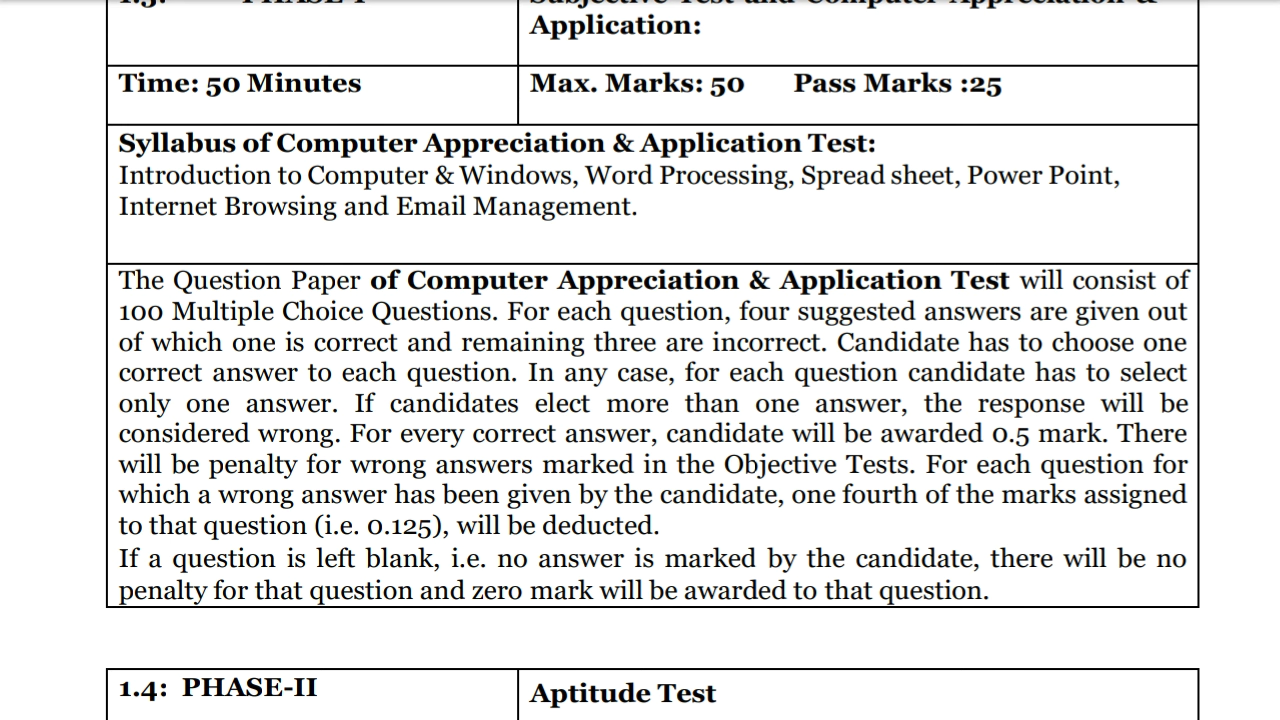 1.3: PHASE-I
Subjective Test and Computer Appreciation &
Application:
Time: 50 Minutes
Max. Marks: 50 Pass Marks :25
Syllabus of Computer Appreciation & Application Test:
Introduction to Computer & Windows, Word Processing, Spread sheet, Power Point,
Internet Browsing and Email Management.
The Question Paper of Computer Appreciation & Application Test will consist of
100 Multiple Choice Questions. For each question, four suggested answers are given out
of which one is correct and remaining three are incorrect. Candidate has to choose one
correct answer to each question. In any case, for each question candidate has to select
only one answer. If candidates elect more than one answer, the response will be
considered wrong. For every correct answer, candidate will be awarded 0.5 mark. There
will be penalty for wrong answers marked in the Objective Tests. For each question for
which a wrong answer has been given by the candidate, one fourth of the marks assigned
to that question (i.e. 0.125), will be deducted.
If a question is left blank, i.e. no answer is marked by the candidate, there will be no
penalty for that question and zero mark will be awarded to that question.
1.4: PHASE-II
Aptitude Test